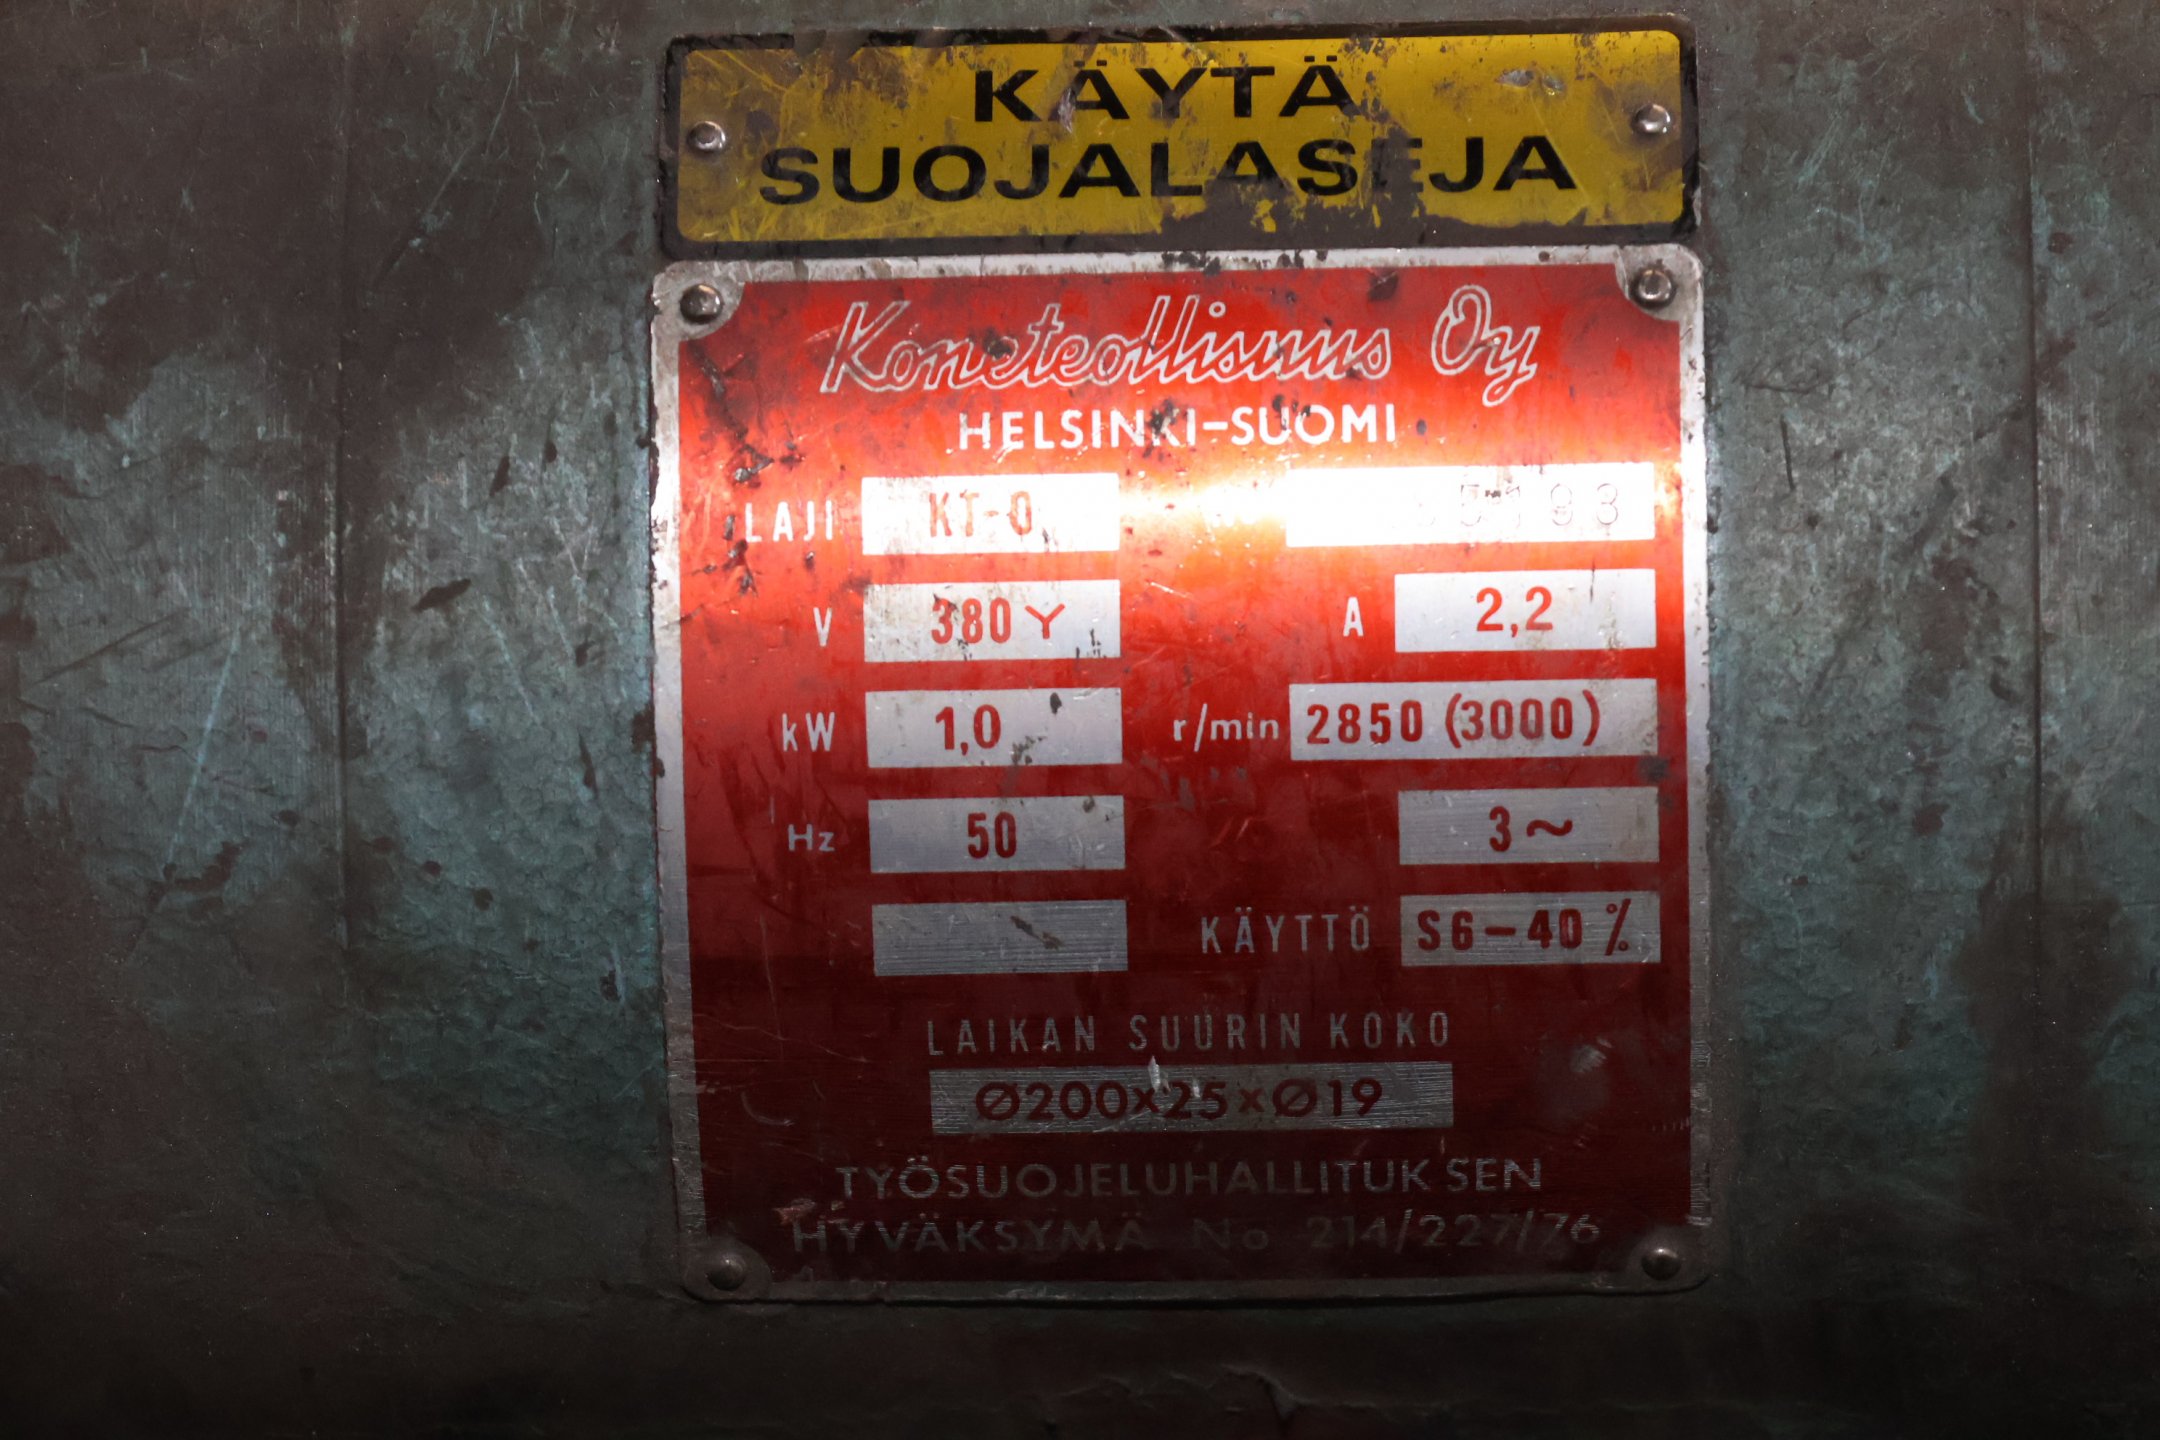 KÄYTÄ
SUOJALASEJA
Koneteollisuus Oy
HELSINKI-SUOMI
LAJI KT-0
V 380 Y A 2,2
kW 1,0 r/min 2850 (3000)
Hz 50 3~
KÄYTTÖ S6-40 %
LAIKAN SUURIN KOKO
Ø200x25xØ19
TYÖSUOJELUHALLITUKSEN
HYVÄKSYMÄ No 214/227/76